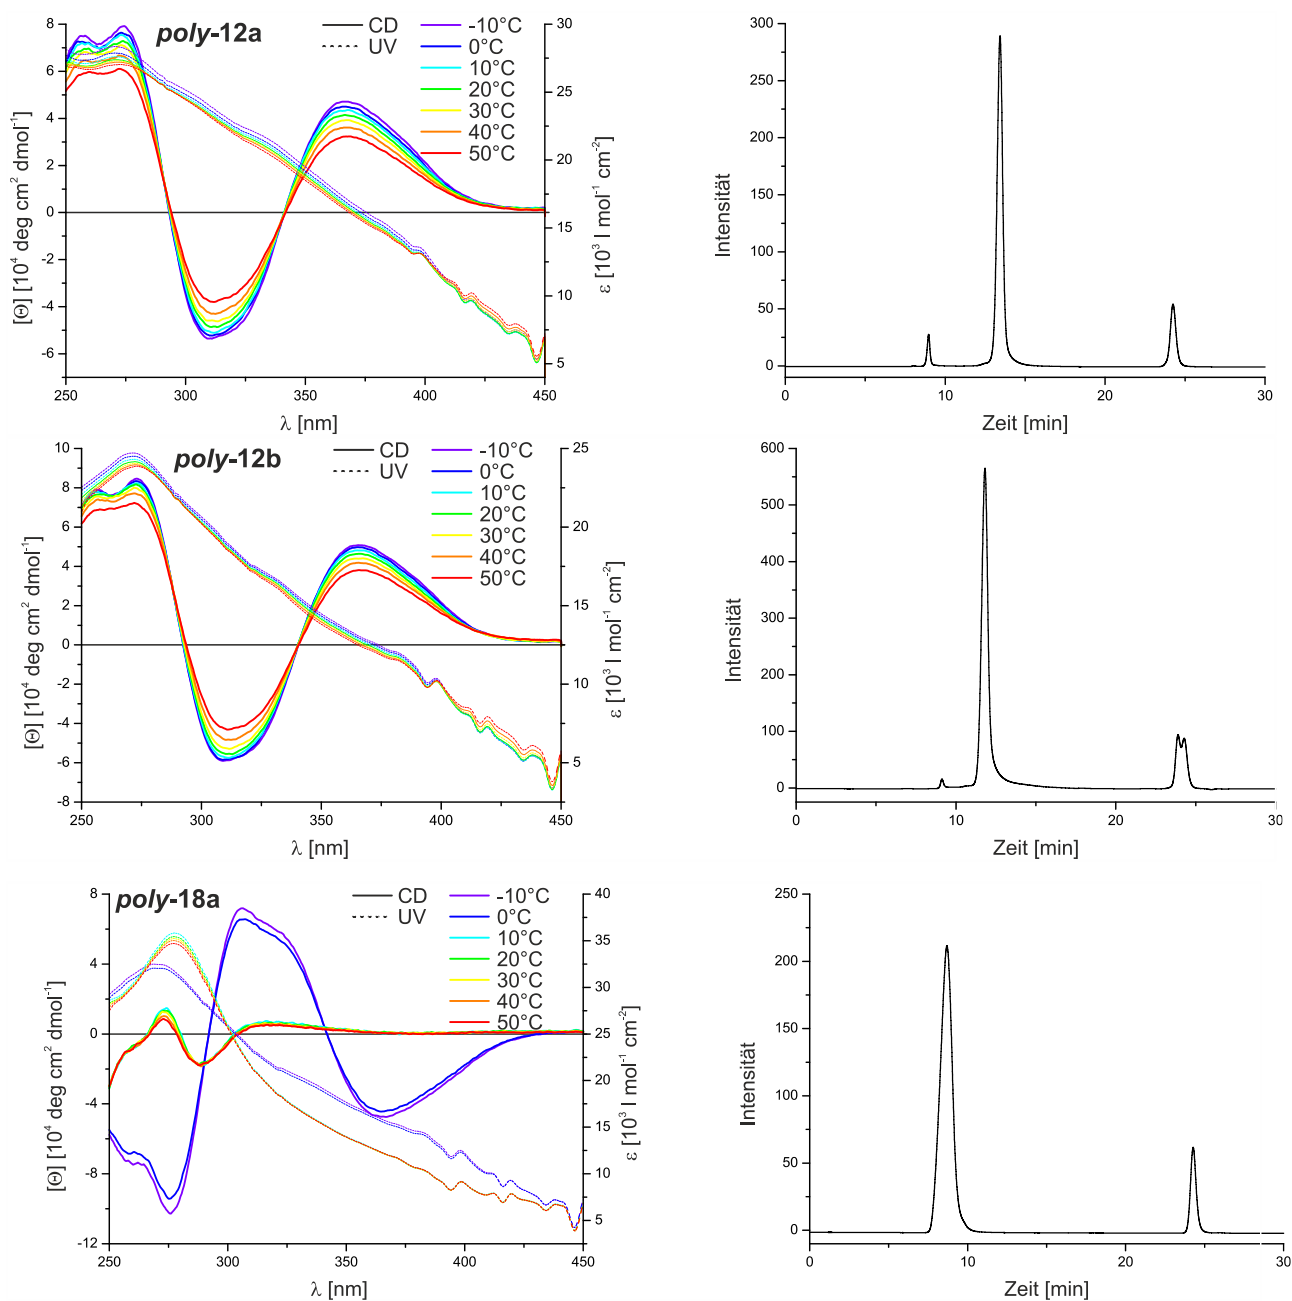 poly-12a
CD
UV
-10°C
0°C
10°C
20°C
30°C
40°C
50°C
8
6
4
2
0
-2
-4
-6
[Θ] [10⁴ deg cm² dmol⁻¹]
30
25
20
15
10
5
ε [10³ l mol⁻¹ cm⁻²]
250 300 350 400 450
λ [nm]
300
250
200
150
100
50
0
Intensität
0 10 20 30
Zeit [min]
poly-12b
CD
UV
-10°C
0°C
10°C
20°C
30°C
40°C
50°C
10
8
6
4
2
0
-2
-4
-6
-8
[Θ] [10⁴ deg cm² dmol⁻¹]
25
20
15
10
5
ε [10³ l mol⁻¹ cm⁻²]
250 300 350 400 450
λ [nm]
600
500
400
300
200
100
0
Intensität
0 10 20 30
Zeit [min]
poly-18a
CD
UV
-10°C
0°C
10°C
20°C
30°C
40°C
50°C
8
4
0
-4
-8
-12
[Θ] [10⁴ deg cm² dmol⁻¹]
40
35
30
25
20
15
10
5
ε [10³ l mol⁻¹ cm⁻²]
250 275 300 350 400 450
λ [nm]
250
200
150
100
50
0
Intensität
0 10 20 30
Zeit [min]